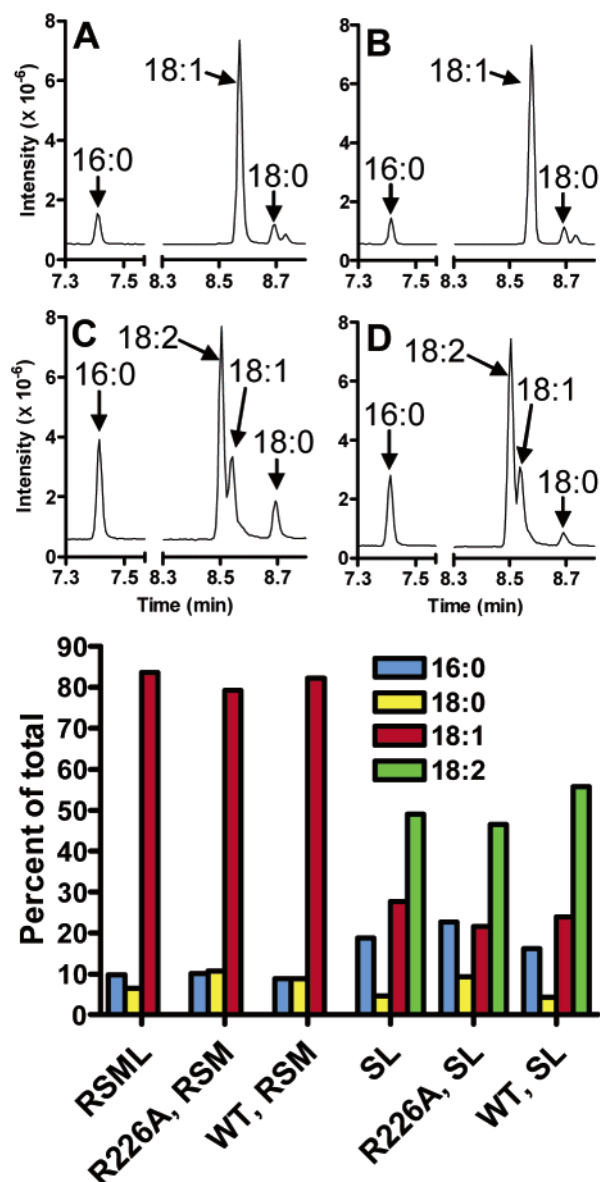 A
B
Intensity (x 10⁻⁶)
8
6
4
2
0
16:0
18:1
18:0
7.3 7.5 8.3 8.5 8.7
8
6
4
2
0
16:0
18:1
18:0
7.3 7.5 8.3 8.5 8.7
C
D
Intensity (x 10⁻⁶)
8
6
4
2
0
16:0
18:2
18:1
18:0
7.3 7.5 8.3 8.5 8.7
Time (min)
8
6
4
2
0
16:0
18:2
18:1
18:0
7.3 7.5 8.3 8.5 8.7
Time (min)
Percent of total
90
80
70
60
50
40
30
20
10
0
16:0
18:0
18:1
18:2
RSML
R226A, RSM
WT, RSM
SL
R226A, SL
WT, SL